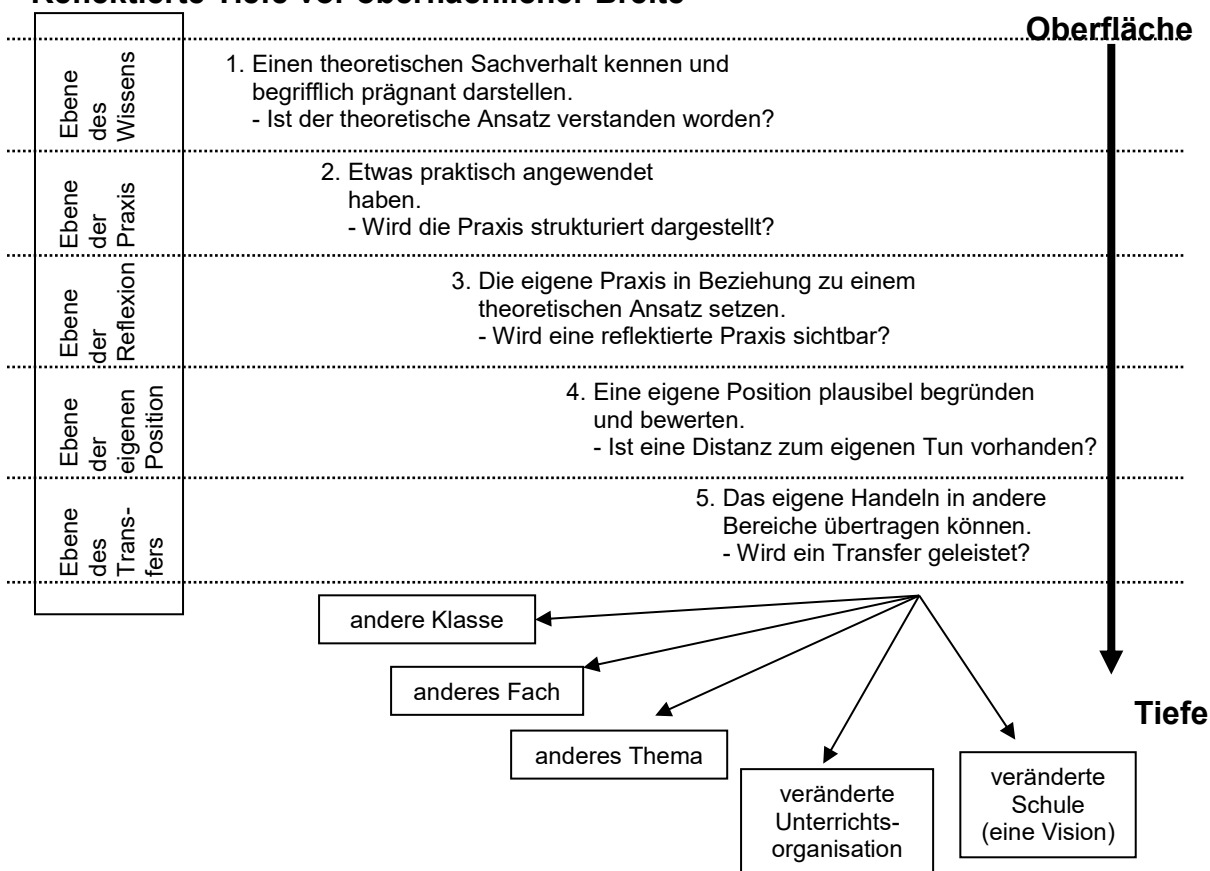 Reflektierte Tiefe vor oberflächlicher Breite
Oberfläche
Ebene
des
Wissens
1. Einen theoretischen Sachverhalt kennen und
begrifflich prägnant darstellen.
- Ist der theoretische Ansatz verstanden worden?
Ebene
der
Praxis
2. Etwas praktisch angewendet
haben.
- Wird die Praxis strukturiert dargestellt?
Ebene
der
Reflexion
3. Die eigene Praxis in Beziehung zu einem
theoretischen Ansatz setzen.
- Wird eine reflektierte Praxis sichtbar?
Ebene
der
eigenen
Position
4. Eine eigene Position plausibel begründen
und bewerten.
- Ist eine Distanz zum eigenen Tun vorhanden?
Ebene
des
Trans-
fers
5. Das eigene Handeln in andere
Bereiche übertragen können.
- Wird ein Transfer geleistet?
andere Klasse
anderes Fach
Tiefe
anderes Thema
veränderte
Unterrichts-
organisation
veränderte
Schule
(eine Vision)